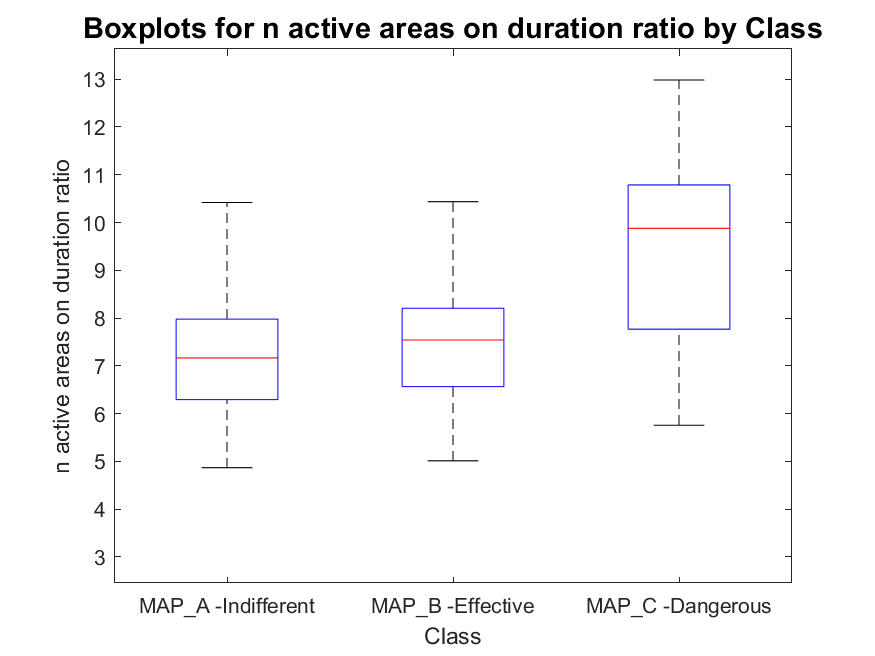 Boxplots for n active areas on duration ratio by Class
n active areas on duration ratio
13
12
11
10
9
8
7
6
5
4
3
MAP_A -Indifferent
MAP_B -Effective
MAP_C -Dangerous
Class